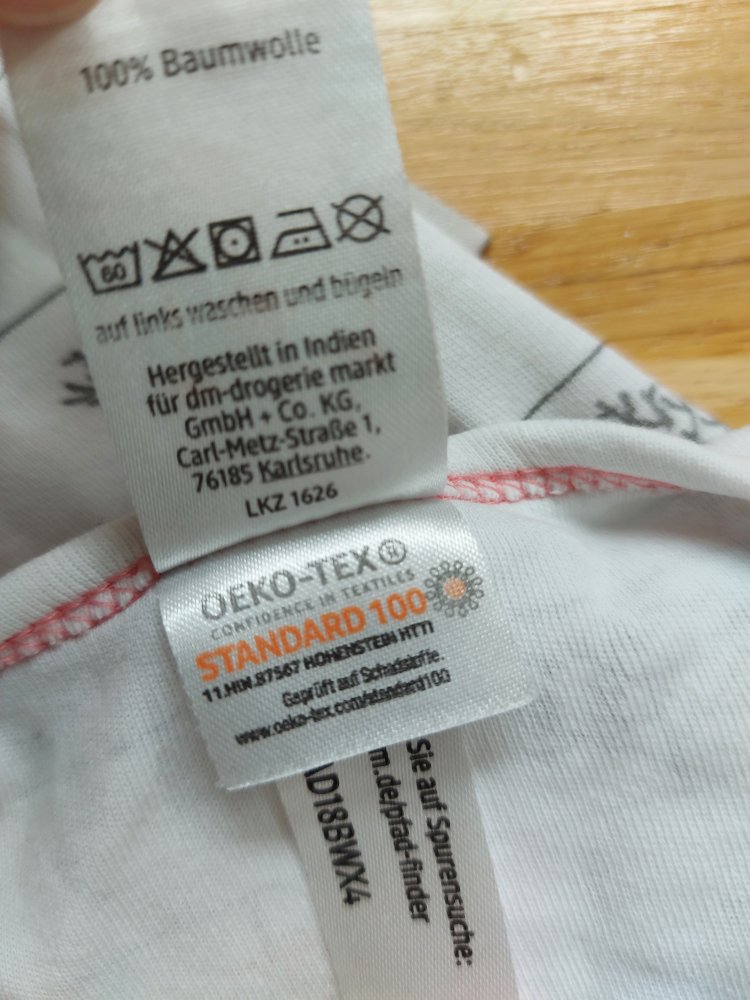 100% Baumwolle
60
auf links waschen und bügeln
Hergestellt in Indien
für dm-drogerie markt
GmbH + Co. KG,
Carl-Metz-Straße 1,
76185 Karlsruhe.
LKZ 1626
OEKO-TEX®
CONFIDENCE IN TEXTILES
STANDARD 100
11.HIN.87567 HOHENSTEIN HTTI
Geprüft auf Schadstoffe.
www.oeko-tex.com/standard100
Sie auf Spurensuche:
m.de/pfad-finder
AD18BWX4